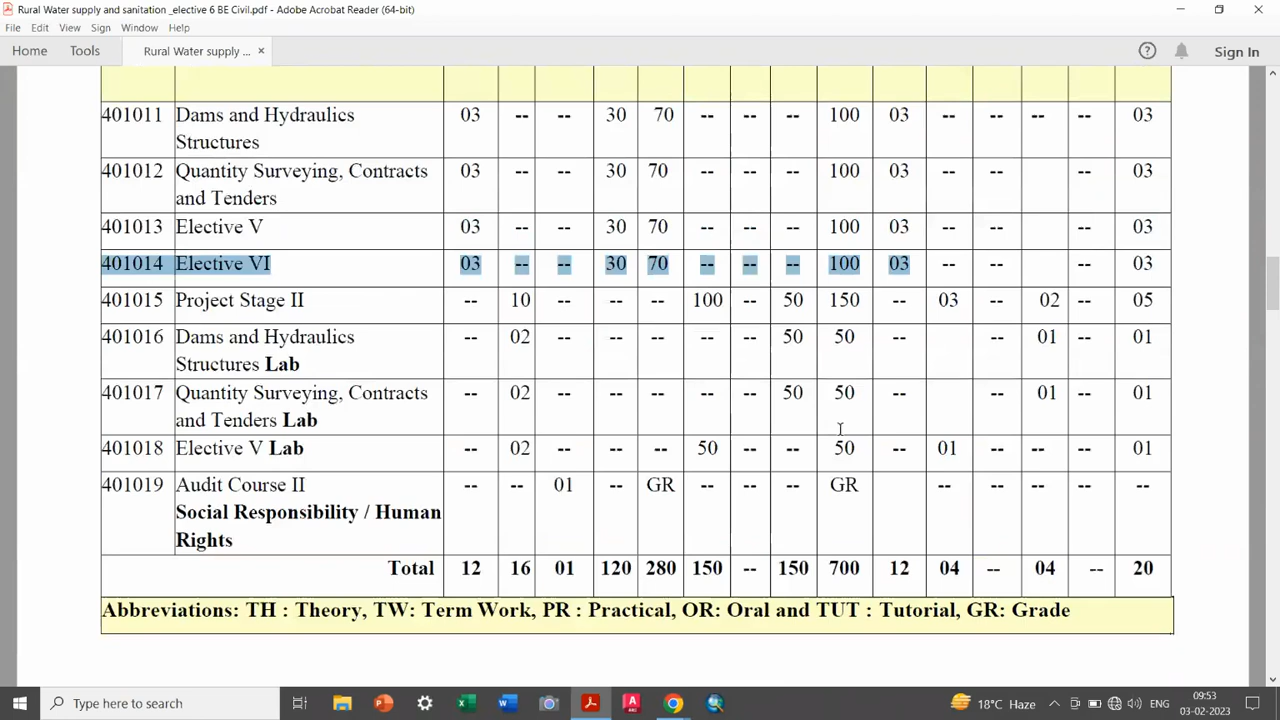 Rural Water supply and sanitation _elective 6 BE Civil.pdf - Adobe Acrobat Reader (64-bit)
File Edit View Sign Window Help
Home Tools Rural Water supply ... × Sign In
401011 Dams and Hydraulics 03 -- -- 30 70 -- -- -- 100 03 -- -- -- -- 03
Structures
401012 Quantity Surveying, Contracts 03 -- -- 30 70 -- -- -- 100 03 -- -- -- 03
and Tenders
401013 Elective V 03 -- -- 30 70 -- -- -- 100 03 -- -- -- 03
401014 Elective VI 03 -- -- 30 70 -- -- -- 100 03 -- -- -- 03
401015 Project Stage II -- 10 -- -- -- 100 -- 50 150 -- 03 -- 02 -- 05
401016 Dams and Hydraulics -- 02 -- -- -- -- -- 50 50 -- -- 01 -- 01
Structures Lab
401017 Quantity Surveying, Contracts -- 02 -- -- -- -- -- 50 50 -- -- 01 -- 01
and Tenders Lab
401018 Elective V Lab -- 02 -- -- -- 50 -- -- 50 -- 01 -- -- 01
401019 Audit Course II -- -- 01 -- GR -- -- -- GR -- -- -- -- --
Social Responsibility / Human
Rights
Total 12 16 01 120 280 150 -- 150 700 12 04 -- 04 -- 20
Abbreviations: TH : Theory, TW: Term Work, PR : Practical, OR: Oral and TUT : Tutorial, GR: Grade
Type here to search 18°C Haze ENG 09:53
03-02-2023